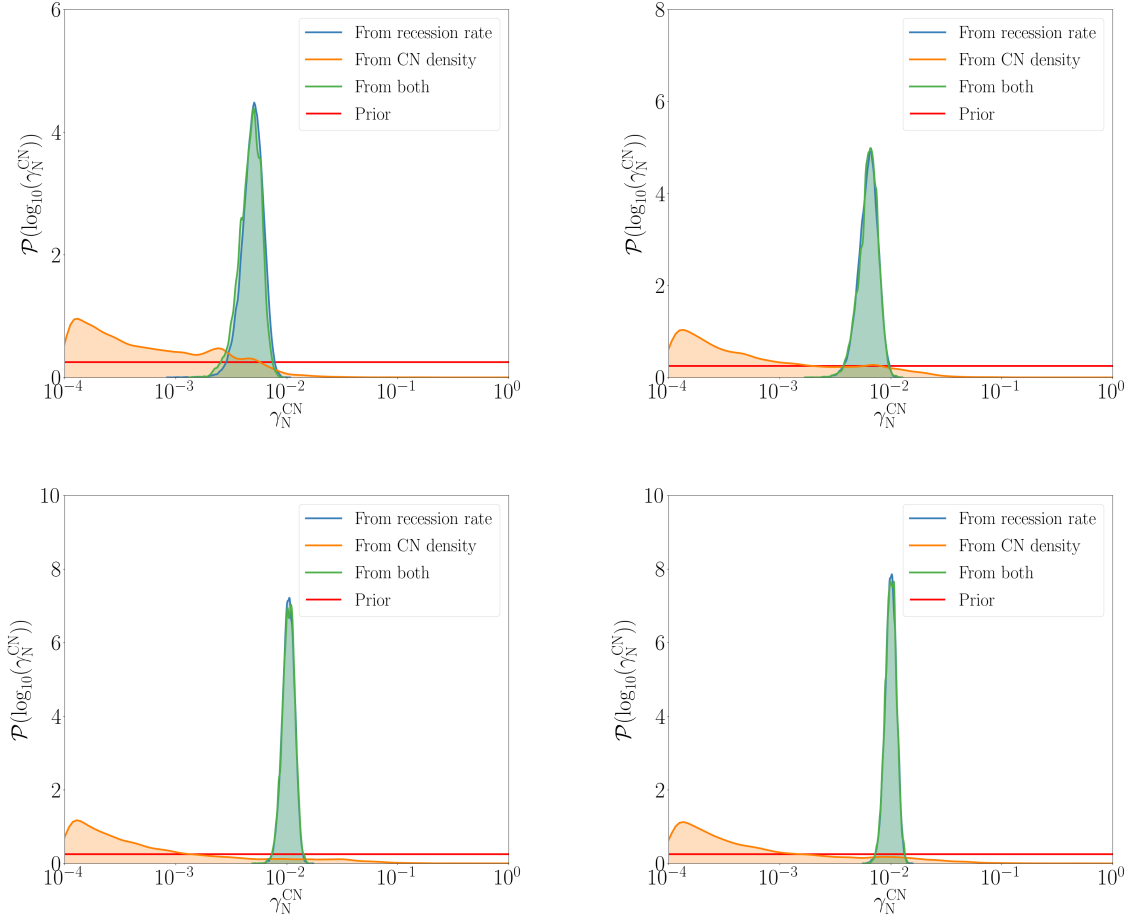 From recession rate
From CN density
From both
Prior
6
4
2
0
10⁻⁴ 10⁻³ 10⁻² 10⁻¹ 10⁰
γ_N^CN
𝒫(log₁₀(γ_N^CN))
From recession rate
From CN density
From both
Prior
8
6
4
2
0
10⁻⁴ 10⁻³ 10⁻² 10⁻¹ 10⁰
γ_N^CN
𝒫(log₁₀(γ_N^CN))
From recession rate
From CN density
From both
Prior
10
8
6
4
2
0
10⁻⁴ 10⁻³ 10⁻² 10⁻¹ 10⁰
γ_N^CN
𝒫(log₁₀(γ_N^CN))
From recession rate
From CN density
From both
Prior
10
8
6
4
2
0
10⁻⁴ 10⁻³ 10⁻² 10⁻¹ 10⁰
γ_N^CN
𝒫(log₁₀(γ_N^CN))